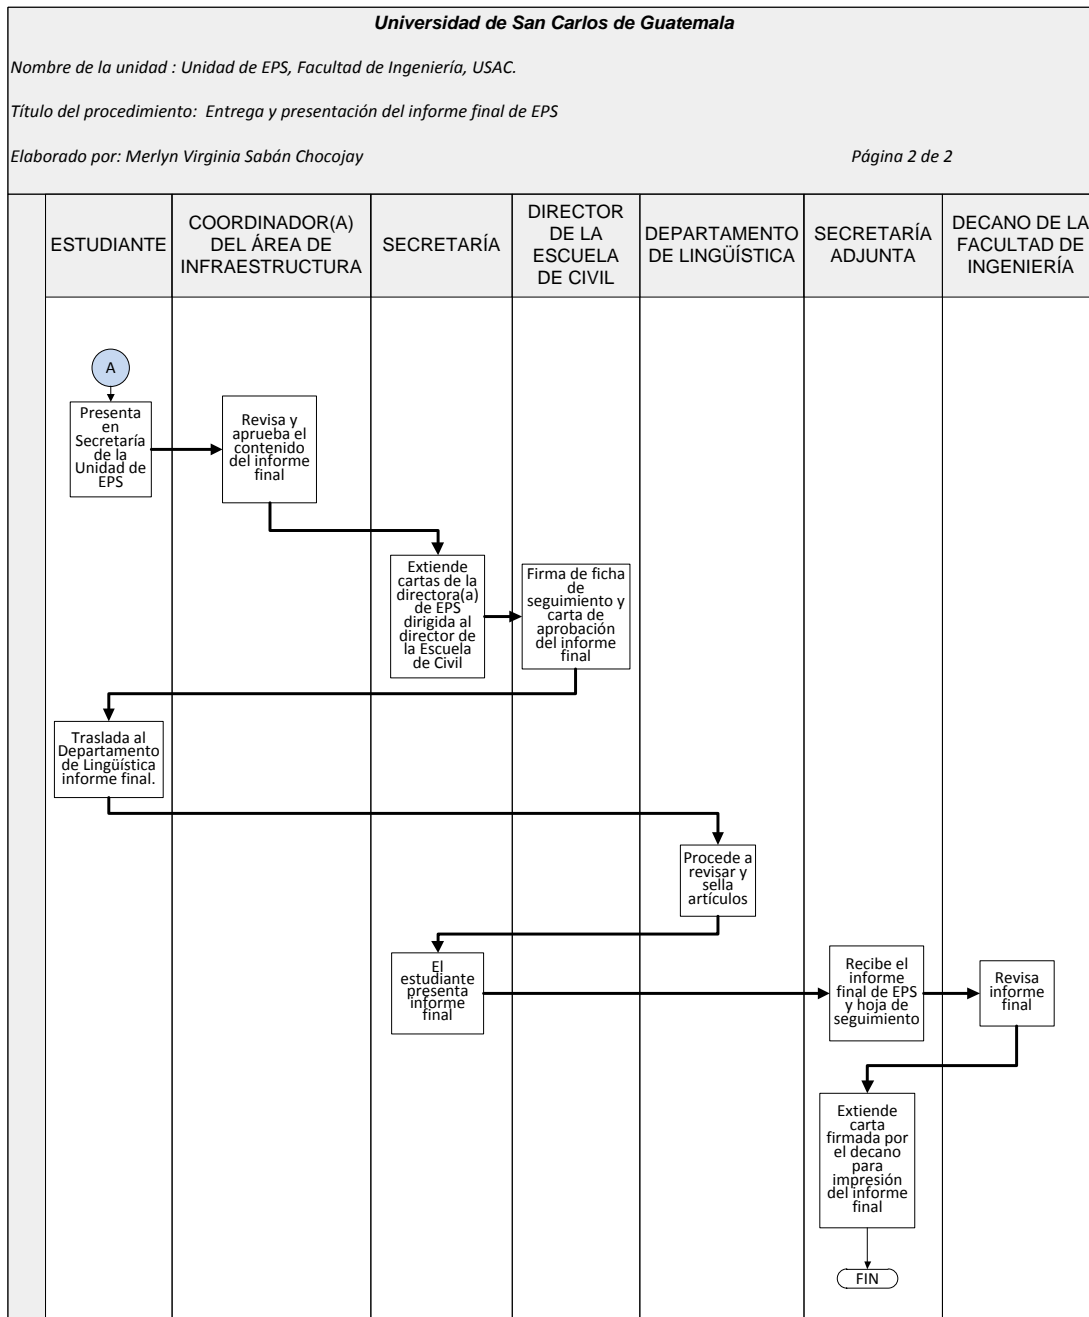 Universidad de San Carlos de Guatemala
Nombre de la unidad : Unidad de EPS, Facultad de Ingeniería, USAC.
Título del procedimiento: Entrega y presentación del informe final de EPS
Elaborado por: Merlyn Virginia Sabán Chocojay
Página 2 de 2
ESTUDIANTE
COORDINADOR(A)
DEL ÁREA DE
INFRAESTRUCTURA
SECRETARÍA
DIRECTOR
DE LA
ESCUELA
DE CIVIL
DEPARTAMENTO
DE LINGÜÍSTICA
SECRETARÍA
ADJUNTA
DECANO DE LA
FACULTAD DE
INGENIERÍA
A
Presenta
en
Secretaría
de la
Unidad de
EPS
Revisa y
aprueba el
contenido
del informe
final
Extiende
cartas de la
directora(a)
de EPS
dirigida al
director de
la Escuela
de Civil
Firma de ficha
de
seguimiento y
carta de
aprobación
del informe
final
Traslada al
Departamento
de Lingüística
informe final.
Procede a
revisar y
sella
artículos
El
estudiante
presenta
informe
final
Recibe el
informe
final de EPS
y hoja de
seguimiento
Revisa
informe
final
Extiende
carta
firmada por
el decano
para
impresión
del informe
final
FIN